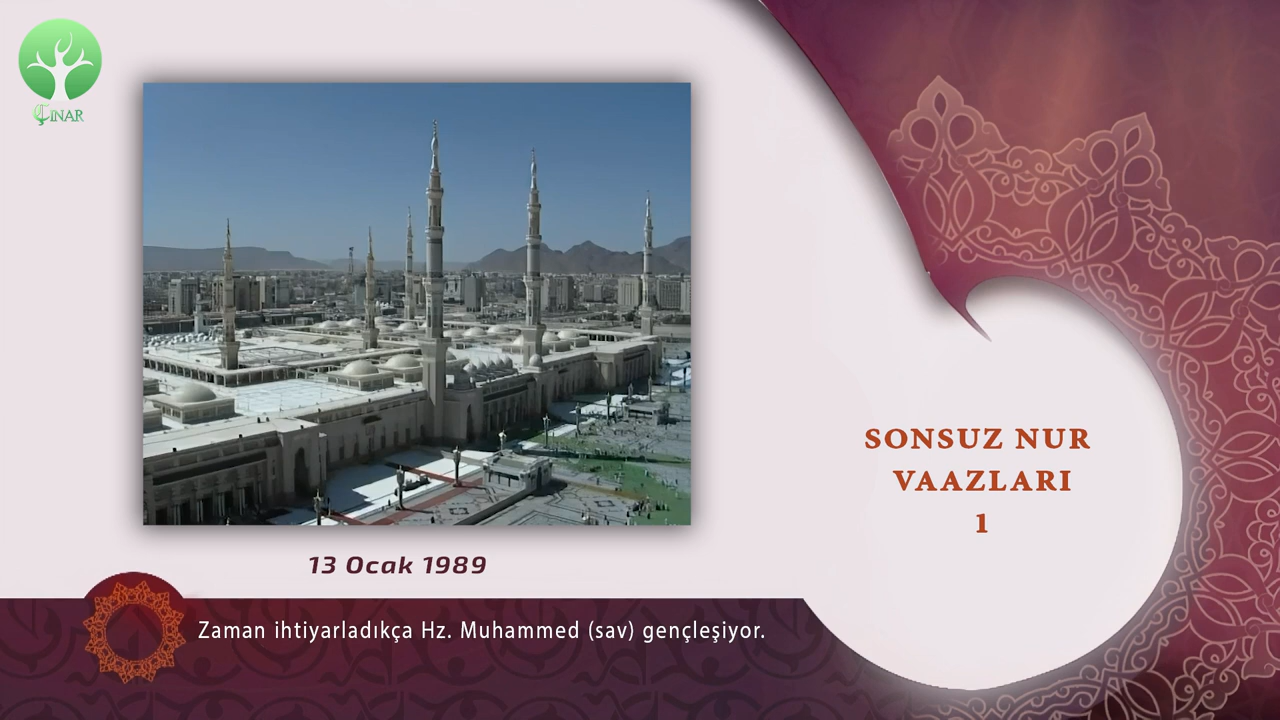 ÇINAR
SONSUZ NUR
VAAZLARI
1
13 Ocak 1989
Zaman ihtiyarladıkça Hz. Muhammed (sav) gençleşiyor.